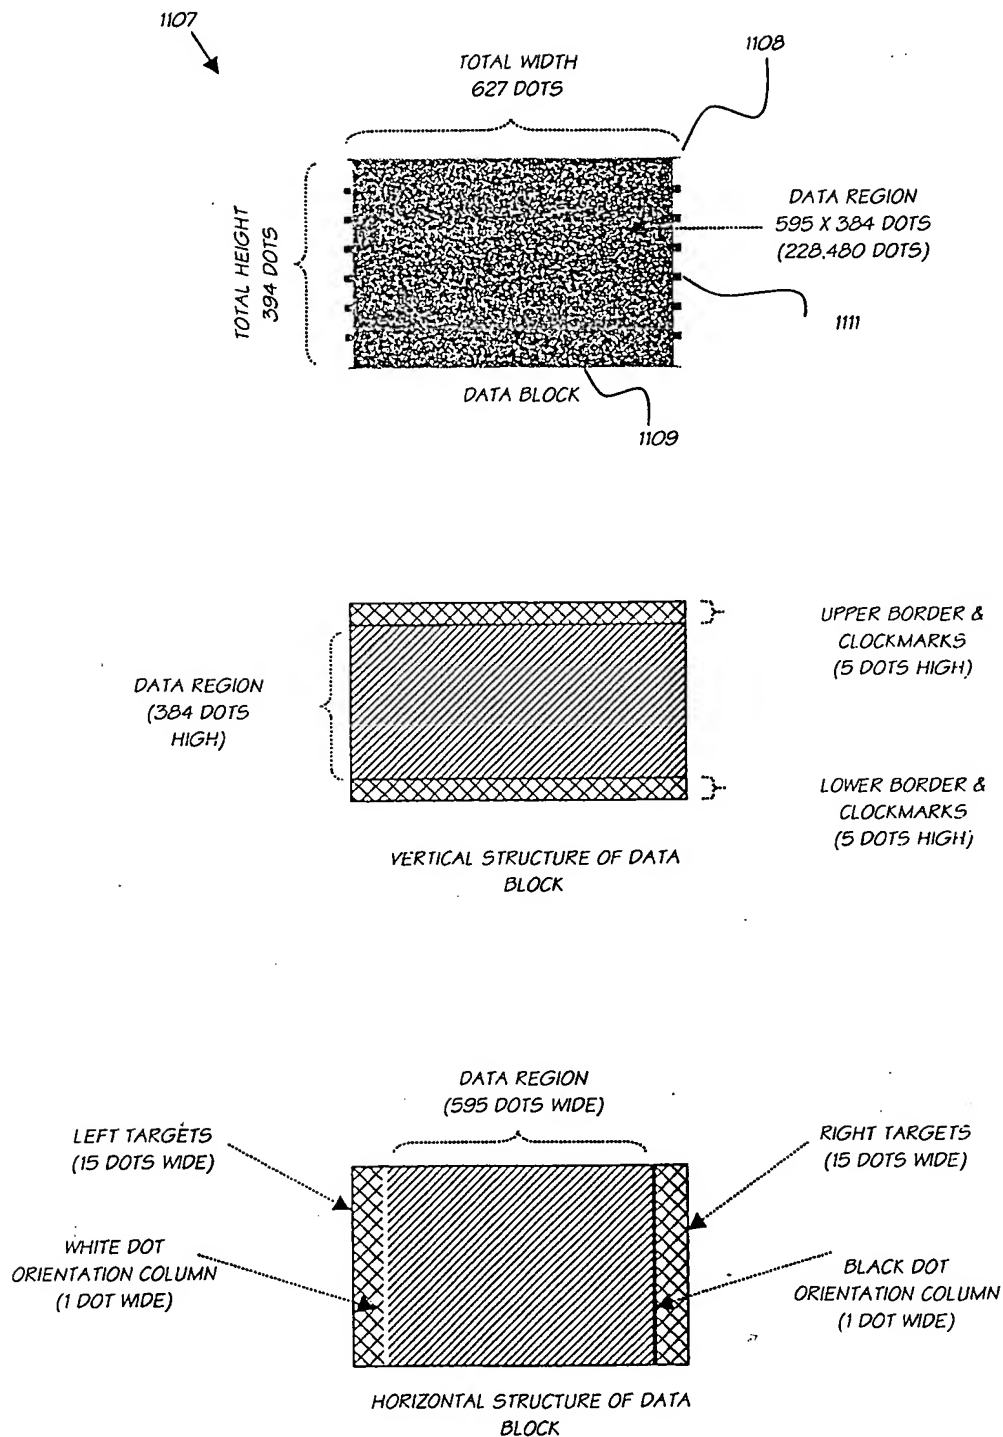 1107
1108
TOTAL WIDTH
627 DOTS
TOTAL HEIGHT
394 DOTS
DATA REGION
595 X 384 DOTS
(228,480 DOTS)
1111
DATA BLOCK
1109
UPPER BORDER &
CLOCKMARKS
(5 DOTS HIGH)
DATA REGION
(384 DOTS
HIGH)
LOWER BORDER &
CLOCKMARKS
(5 DOTS HIGH)
VERTICAL STRUCTURE OF DATA
BLOCK
DATA REGION
(595 DOTS WIDE)
LEFT TARGETS
(15 DOTS WIDE)
RIGHT TARGETS
(15 DOTS WIDE)
WHITE DOT
ORIENTATION COLUMN
(1 DOT WIDE)
BLACK DOT
ORIENTATION COLUMN
(1 DOT WIDE)
HORIZONTAL STRUCTURE OF DATA
BLOCK